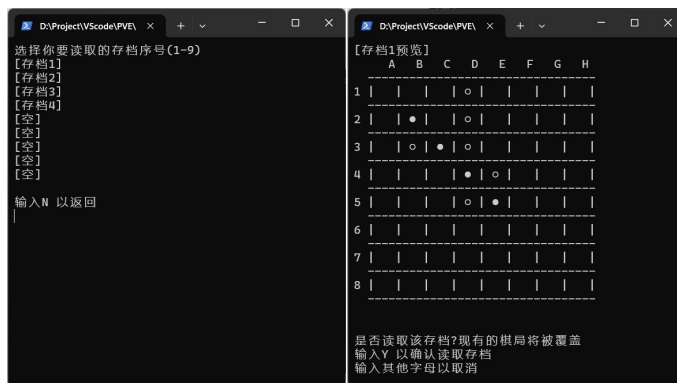 D:\Project\VScode\PVE\
选择你要读取的存档序号(1-9)
[存档1]
[存档2]
[存档3]
[存档4]
[空]
[空]
[空]
[空]
[空]
输入N 以返回
D:\Project\VScode\PVE\
[存档1预览]
A B C D E F G H
1 | | | | ○ | | | | |
2 | | ● | | ○ | | | | |
3 | | ○ | ● | ○ | | | | |
4 | | | | ● | ○ | | | |
5 | | | | ○ | ● | | | |
6 | | | | | | | | |
7 | | | | | | | | |
8 | | | | | | | | |
是否读取该存档?现有的棋局将被覆盖
输入Y 以确认读取存档
输入其他字母以取消